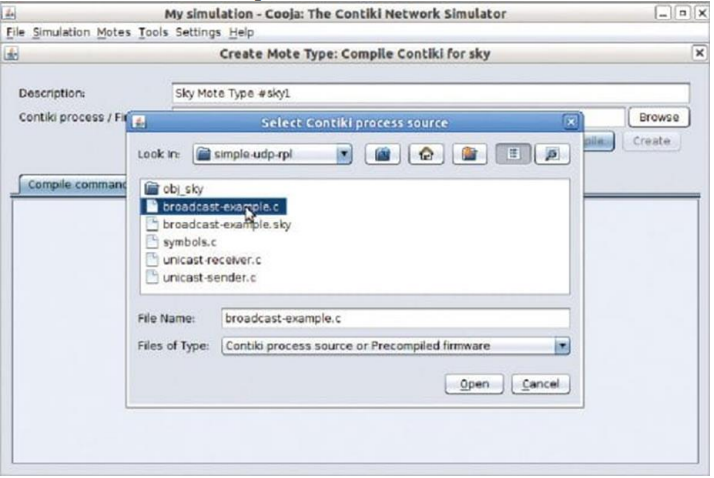 My simulation - Cooja: The Contiki Network Simulator
File Simulation Motes Tools Settings Help
Create Mote Type: Compile Contiki for sky
Description: Sky Mote Type #sky1
Contiki process / Fi Browse
pile Create
Compile command
Select Contiki process source
Look In: simple-udp-rpl
obj_sky
broadcast-example.c
broadcast-example.sky
symbols.c
unicast-receiver.c
unicast-sender.c
File Name: broadcast-example.c
Files of Type: Contiki process source or Precompiled firmware
Open Cancel